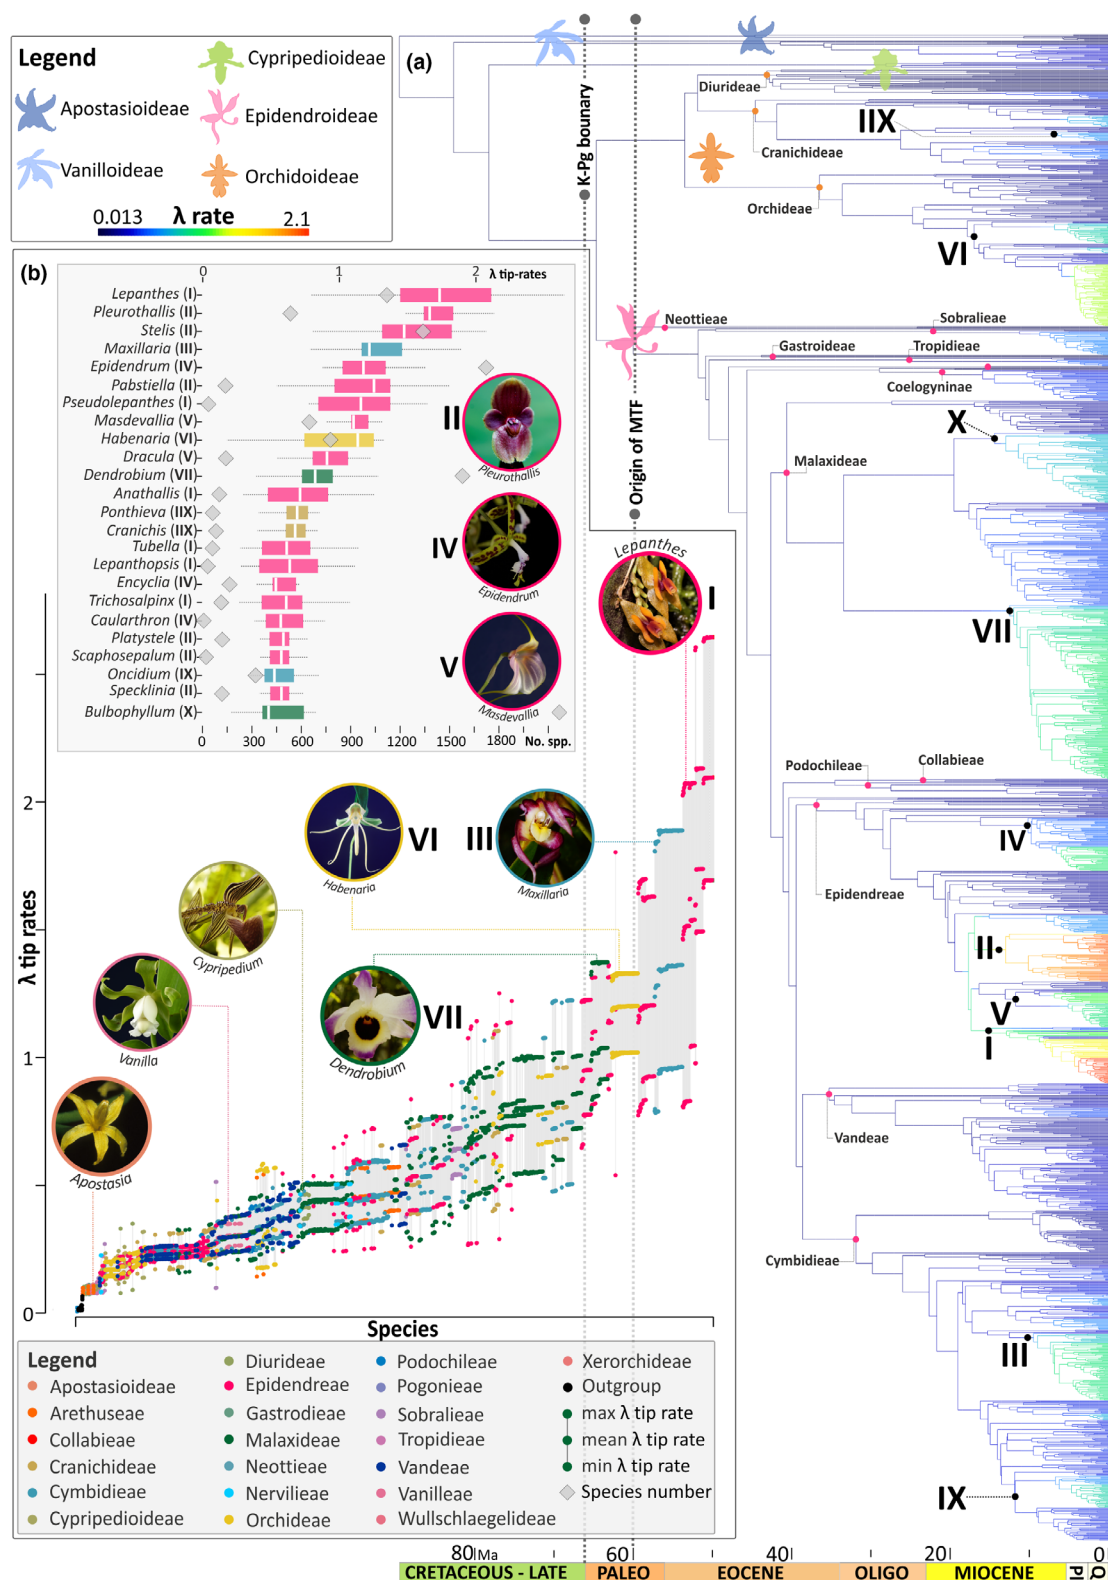 Legend
Cypripedioideae
Apostasioideae
Epidendroideae
Vanilloideae
Orchidoideae
0.013 λ rate 2.1
(a)
K-Pg bounary
Origin of MTF
Diurideae
IIX
Cranichideae
Orchideae
VI
Neottieae
Sobralieae
Gastroideae
Tropidieae
Coelogyninae
X
Malaxideae
VII
Podochileae
Collabieae
IV
Epidendreae
II
V
I
Vandeae
Cymbidieae
III
IX
(b)
0 1 2 λ tip-rates
Lepanthes (I)
Pleurothallis (II)
Stelis (II)
Maxillaria (III)
Epidendrum (IV)
Pabstiella (II)
Pseudolepanthes (I)
Masdevallia (V)
Habenaria (VI)
Dracula (V)
Dendrobium (VII)
Anathallis (I)
Ponthieva (IIX)
Cranichis (IIX)
Tubella (I)
Lepanthopsis (I)
Encyclia (IV)
Trichosalpinx (I)
Caularthron (IV)
Platystele (II)
Scaphosepalum (II)
Oncidium (IX)
Specklinia (II)
Bulbophyllum (X)
0 300 600 900 1200 1500 1800 No. spp.
II
Pleurothallis
IV
Epidendrum
V
Masdevallia
Lepanthes
I
VI
Habenaria
III
Maxillaria
Cypripedium
VII
Dendrobium
Vanilla
Apostasia
λ tip rates
2
1
0
Species
Legend
Apostasioideae
Arethuseae
Collabieae
Cranichideae
Cymbidieae
Cypripedioideae
Diurideae
Epidendreae
Gastrodieae
Malaxideae
Neottieae
Nervilieae
Orchideae
Podochileae
Pogonieae
Sobralieae
Tropidieae
Vandeae
Vanilleae
Wullschlaegelideae
Xerorchideae
Outgroup
max λ tip rate
mean λ tip rate
min λ tip rate
Species number
80 Ma 60 40 20 0
CRETACEOUS - LATE PALEO EOCENE OLIGO MIOCENE Pl Q